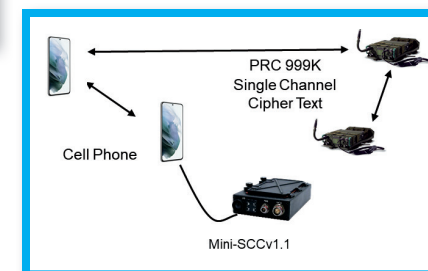 PRC 999K
Single Channel
Cipher Text
Cell Phone
Mini-SCCv1.1